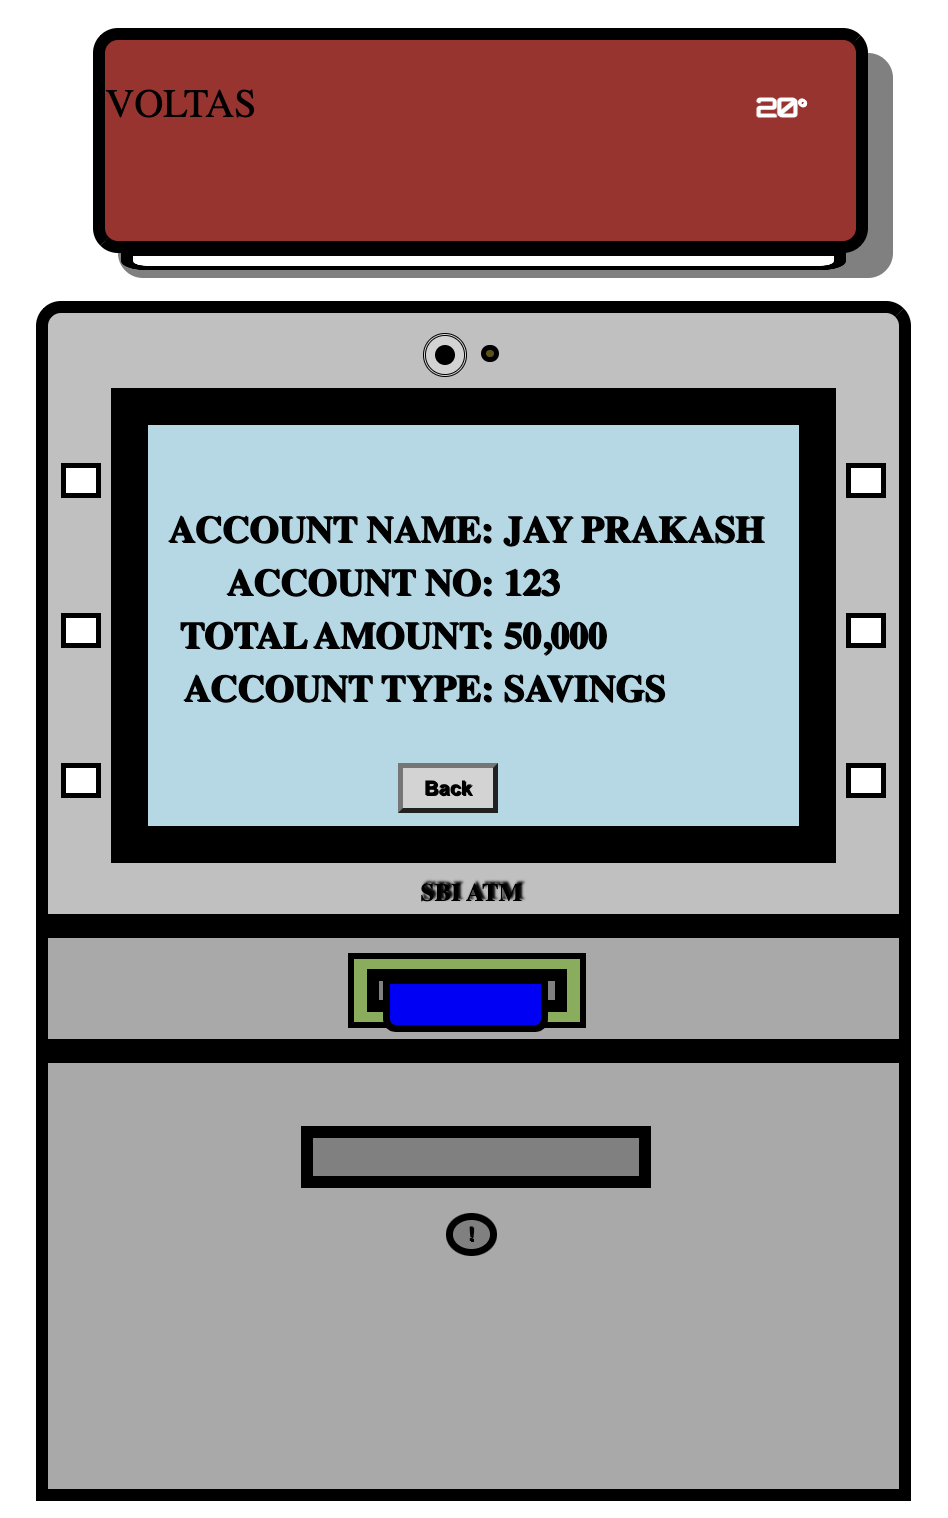 VOLTAS 20°
ACCOUNT NAME: JAY PRAKASH
ACCOUNT NO: 123
TOTAL AMOUNT: 50,000
ACCOUNT TYPE: SAVINGS
Back
SBI ATM
!